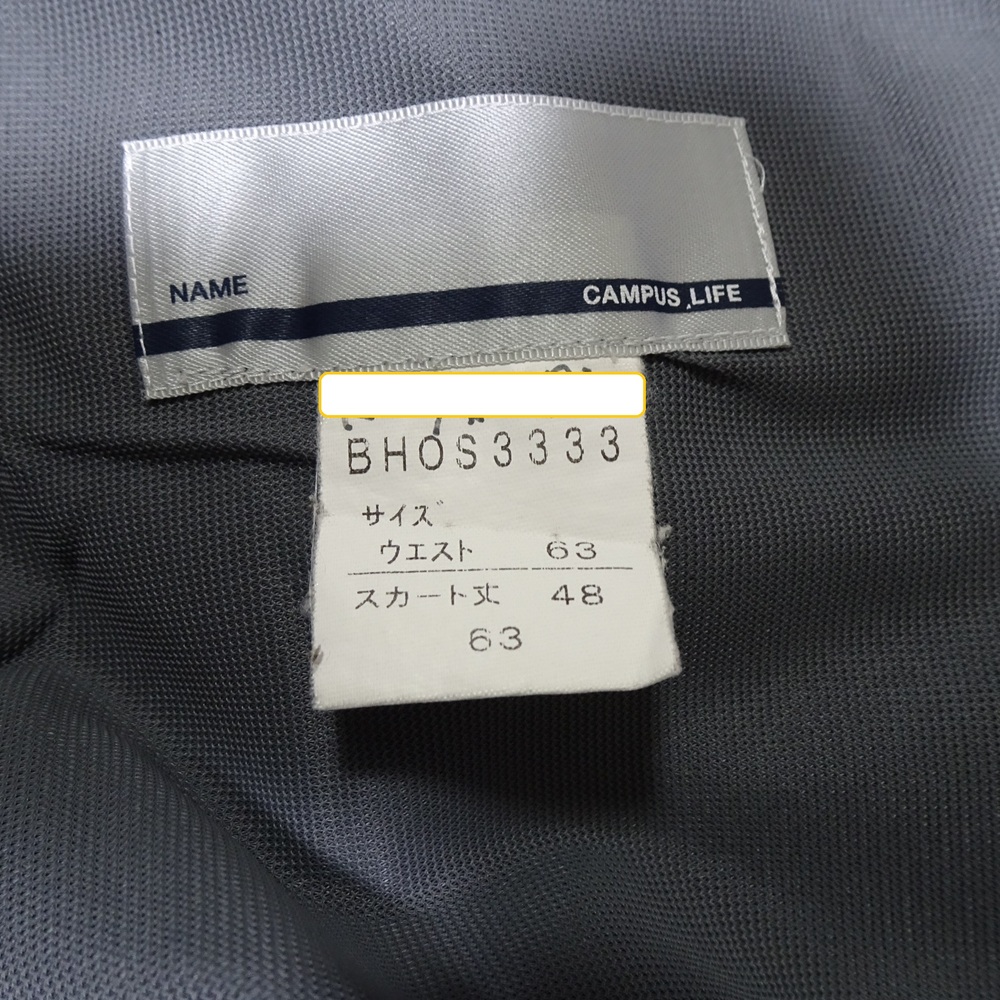 NAME
CAMPUS LIFE
BHOS3333
サイズ
ウエスト 63
スカート丈 48
63